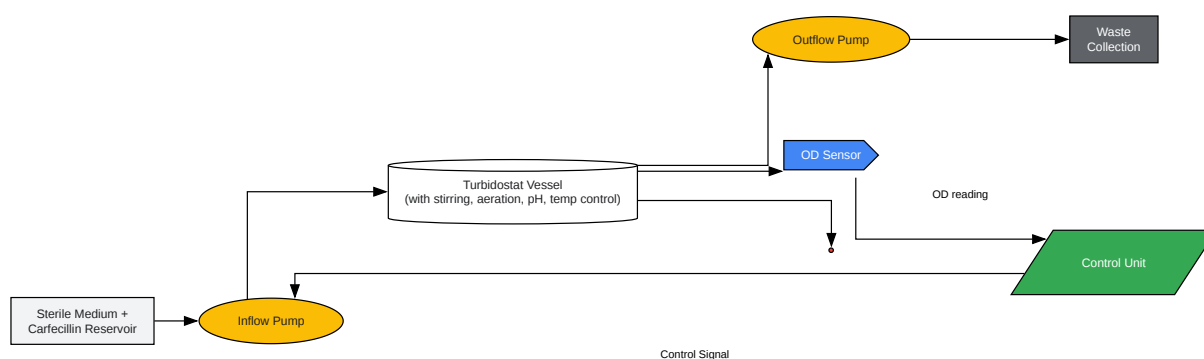 Outflow Pump
Waste
Collection
OD Sensor
Turbidostat Vessel
(with stirring, aeration, pH, temp control)
OD reading
Control Unit
Sterile Medium +
Carfecillin Reservoir
Inflow Pump
Control Signal